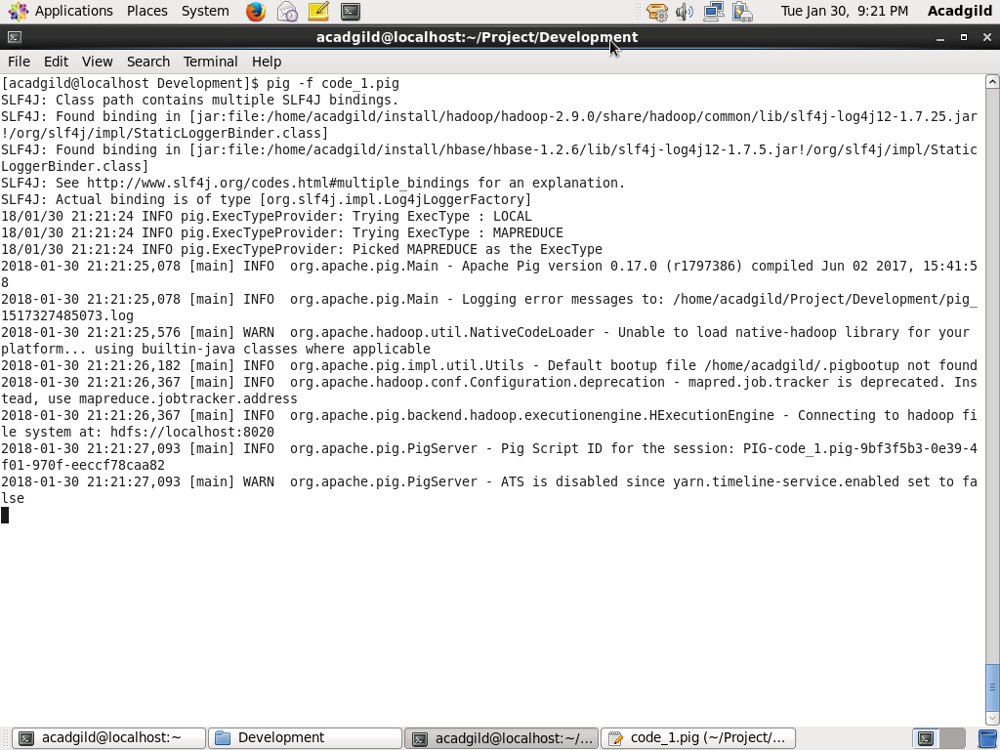 Applications Places System Tue Jan 30, 9:21 PM Acadgild
acadgild@localhost:~/Project/Development
File Edit View Search Terminal Help
[acadgild@localhost Development]$ pig -f code_1.pig
SLF4J: Class path contains multiple SLF4J bindings.
SLF4J: Found binding in [jar:file:/home/acadgild/install/hadoop/hadoop-2.9.0/share/hadoop/common/lib/slf4j-log4j12-1.7.25.jar
!/org/slf4j/impl/StaticLoggerBinder.class]
SLF4J: Found binding in [jar:file:/home/acadgild/install/hbase/hbase-1.2.6/lib/slf4j-log4j12-1.7.5.jar!/org/slf4j/impl/Static
LoggerBinder.class]
SLF4J: See http://www.slf4j.org/codes.html#multiple_bindings for an explanation.
SLF4J: Actual binding is of type [org.slf4j.impl.Log4jLoggerFactory]
18/01/30 21:21:24 INFO pig.ExecTypeProvider: Trying ExecType : LOCAL
18/01/30 21:21:24 INFO pig.ExecTypeProvider: Trying ExecType : MAPREDUCE
18/01/30 21:21:24 INFO pig.ExecTypeProvider: Picked MAPREDUCE as the ExecType
2018-01-30 21:21:25,078 [main] INFO  org.apache.pig.Main - Apache Pig version 0.17.0 (r1797386) compiled Jun 02 2017, 15:41:5
8
2018-01-30 21:21:25,078 [main] INFO  org.apache.pig.Main - Logging error messages to: /home/acadgild/Project/Development/pig_
1517327485073.log
2018-01-30 21:21:25,576 [main] WARN  org.apache.hadoop.util.NativeCodeLoader - Unable to load native-hadoop library for your
platform... using builtin-java classes where applicable
2018-01-30 21:21:26,182 [main] INFO  org.apache.pig.impl.util.Utils - Default bootup file /home/acadgild/.pigbootup not found
2018-01-30 21:21:26,367 [main] INFO  org.apache.hadoop.conf.Configuration.deprecation - mapred.job.tracker is deprecated. Ins
tead, use mapreduce.jobtracker.address
2018-01-30 21:21:26,367 [main] INFO  org.apache.pig.backend.hadoop.executionengine.HExecutionEngine - Connecting to hadoop fi
le system at: hdfs://localhost:8020
2018-01-30 21:21:27,093 [main] INFO  org.apache.pig.PigServer - Pig Script ID for the session: PIG-code_1.pig-9bf3f5b3-0e39-4
f01-970f-eeccf78caa82
2018-01-30 21:21:27,093 [main] WARN  org.apache.pig.PigServer - ATS is disabled since yarn.timeline-service.enabled set to fa
lse
acadgild@localhost:~ Development acadgild@localhost:~/... code_1.pig (~/Project/...